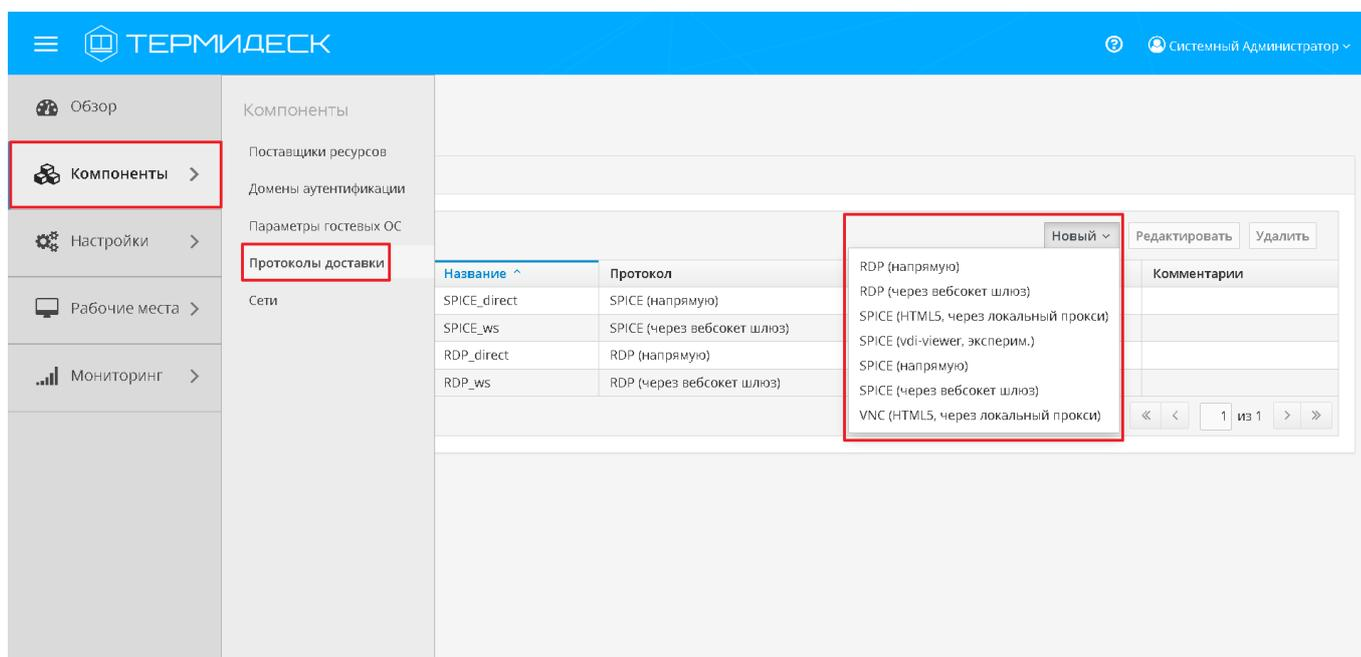 ТЕРМИДЕСК
Системный Администратор
Обзор
Компоненты
Настройки
Рабочие места
Мониторинг
Компоненты
Поставщики ресурсов
Домены аутентификации
Параметры гостевых ОС
Протоколы доставки
Сети
Новый
Редактировать
Удалить
RDP (напрямую)
RDP (через вебсокет шлюз)
SPICE (HTML5, через локальный прокси)
SPICE (vdi-viewer, эксперим.)
SPICE (напрямую)
SPICE (через вебсокет шлюз)
VNC (HTML5, через локальный прокси)
Название Протокол Комментарии
SPICE_direct SPICE (напрямую)
SPICE_ws SPICE (через вебсокет шлюз)
RDP_direct RDP (напрямую)
RDP_ws RDP (через вебсокет шлюз)
1 из 1